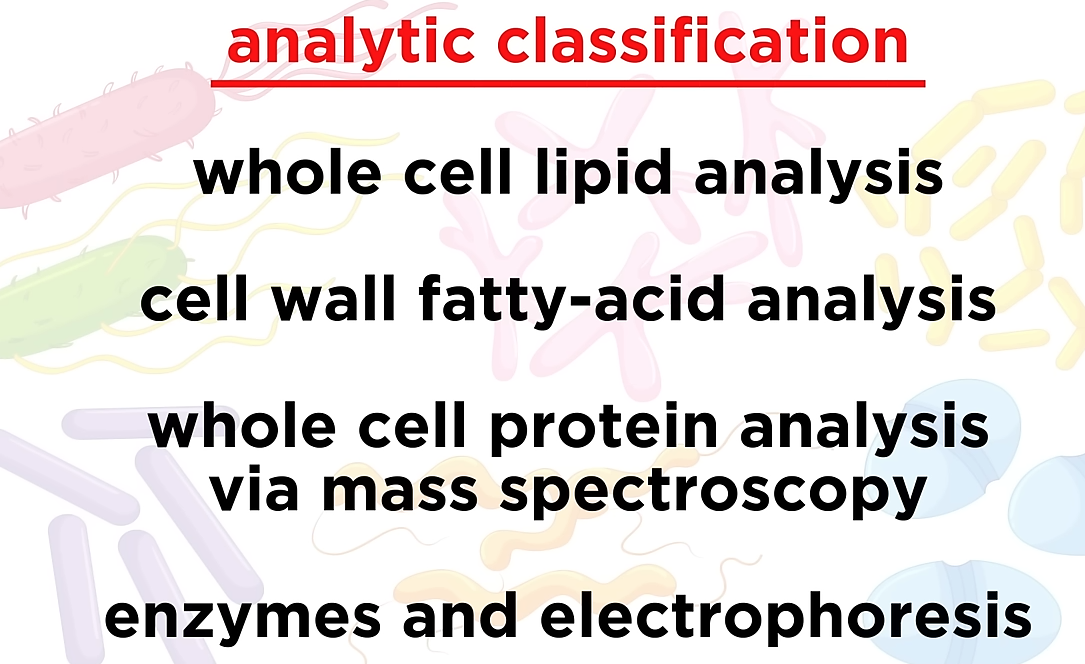 analytic classification
whole cell lipid analysis
cell wall fatty-acid analysis
whole cell protein analysis
via mass spectroscopy
enzymes and electrophoresis